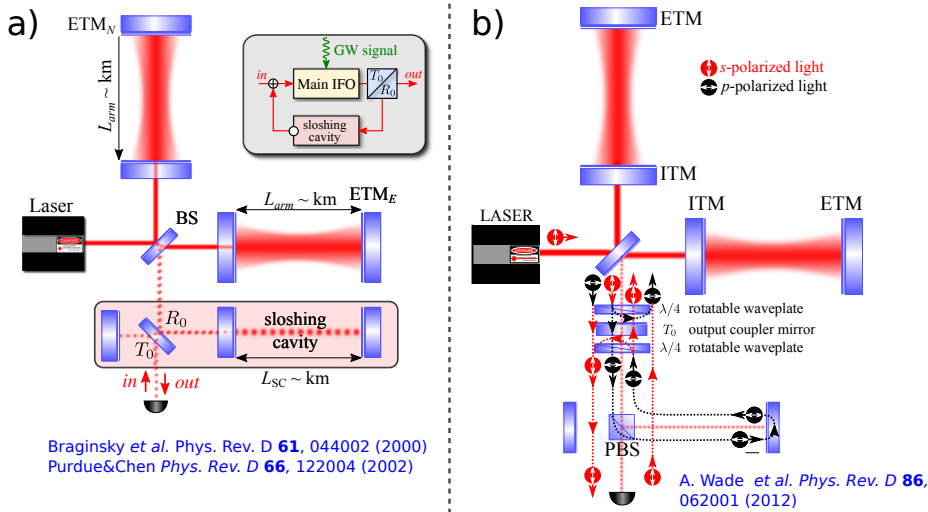 a)
ETM_N
L_arm ~ km
GW signal
in
Main IFO
T_0
R_0
out
sloshing
cavity
Laser
DANGER
BS
L_arm ~ km
ETM_E
R_0
T_0
sloshing
cavity
L_SC ~ km
in
out
Braginsky et al. Phys. Rev. D 61, 044002 (2000)
Purdue&Chen Phys. Rev. D 66, 122004 (2002)
b)
ETM
s-polarized light
p-polarized light
ITM
ITM
ETM
LASER
DANGER
λ/4 rotatable waveplate
T_0 output coupler mirror
λ/4 rotatable waveplate
PBS
–
A. Wade et al. Phys. Rev. D 86,
062001 (2012)